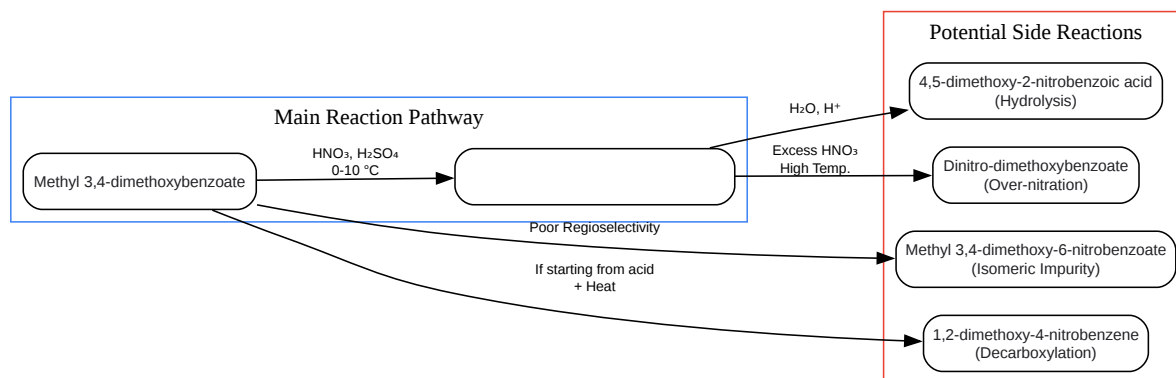 Potential Side Reactions
4,5-dimethoxy-2-nitrobenzoic acid
(Hydrolysis)
H₂O, H⁺
Main Reaction Pathway
HNO₃, H₂SO₄
0-10 °C
Methyl 3,4-dimethoxybenzoate
Excess HNO₃
High Temp.
Dinitro-dimethoxybenzoate
(Over-nitration)
Poor Regioselectivity
Methyl 3,4-dimethoxy-6-nitrobenzoate
(Isomeric Impurity)
If starting from acid
+ Heat
1,2-dimethoxy-4-nitrobenzene
(Decarboxylation)